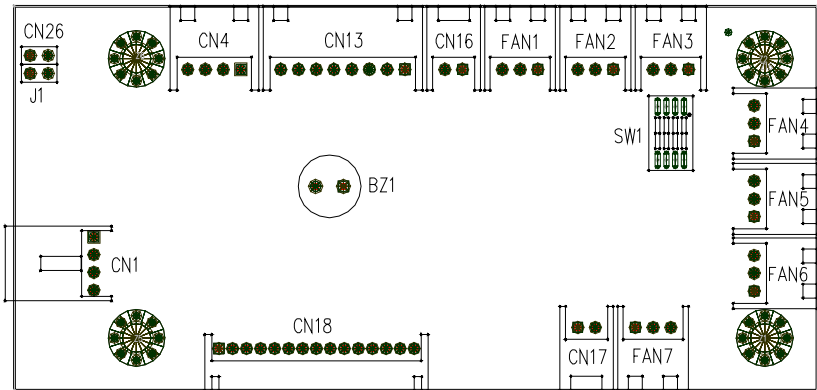 CN26
CN4
CN13
CN16
FAN1
FAN2
FAN3
J1
FAN4
SW1
BZ1
FAN5
CN1
FAN6
CN18
CN17
FAN7